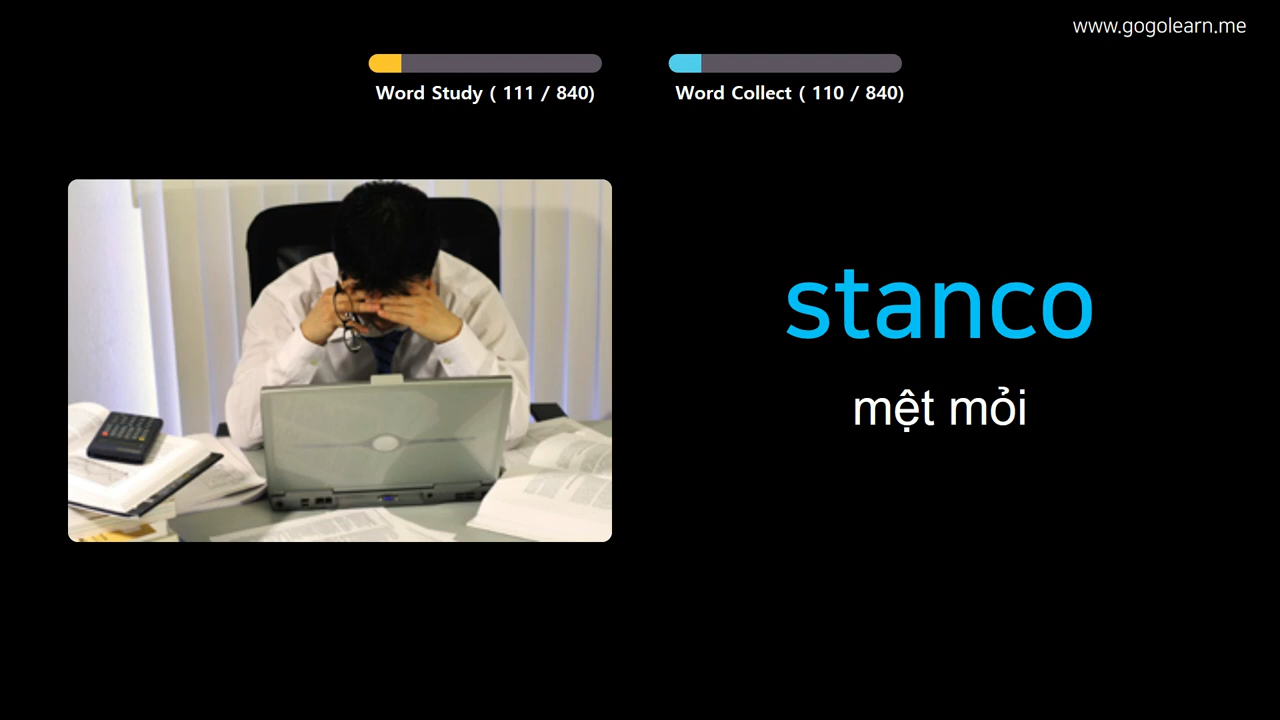 www.gogolearn.me
Word Study ( 111 / 840)
Word Collect ( 110 / 840)
stanco
mệt mỏi